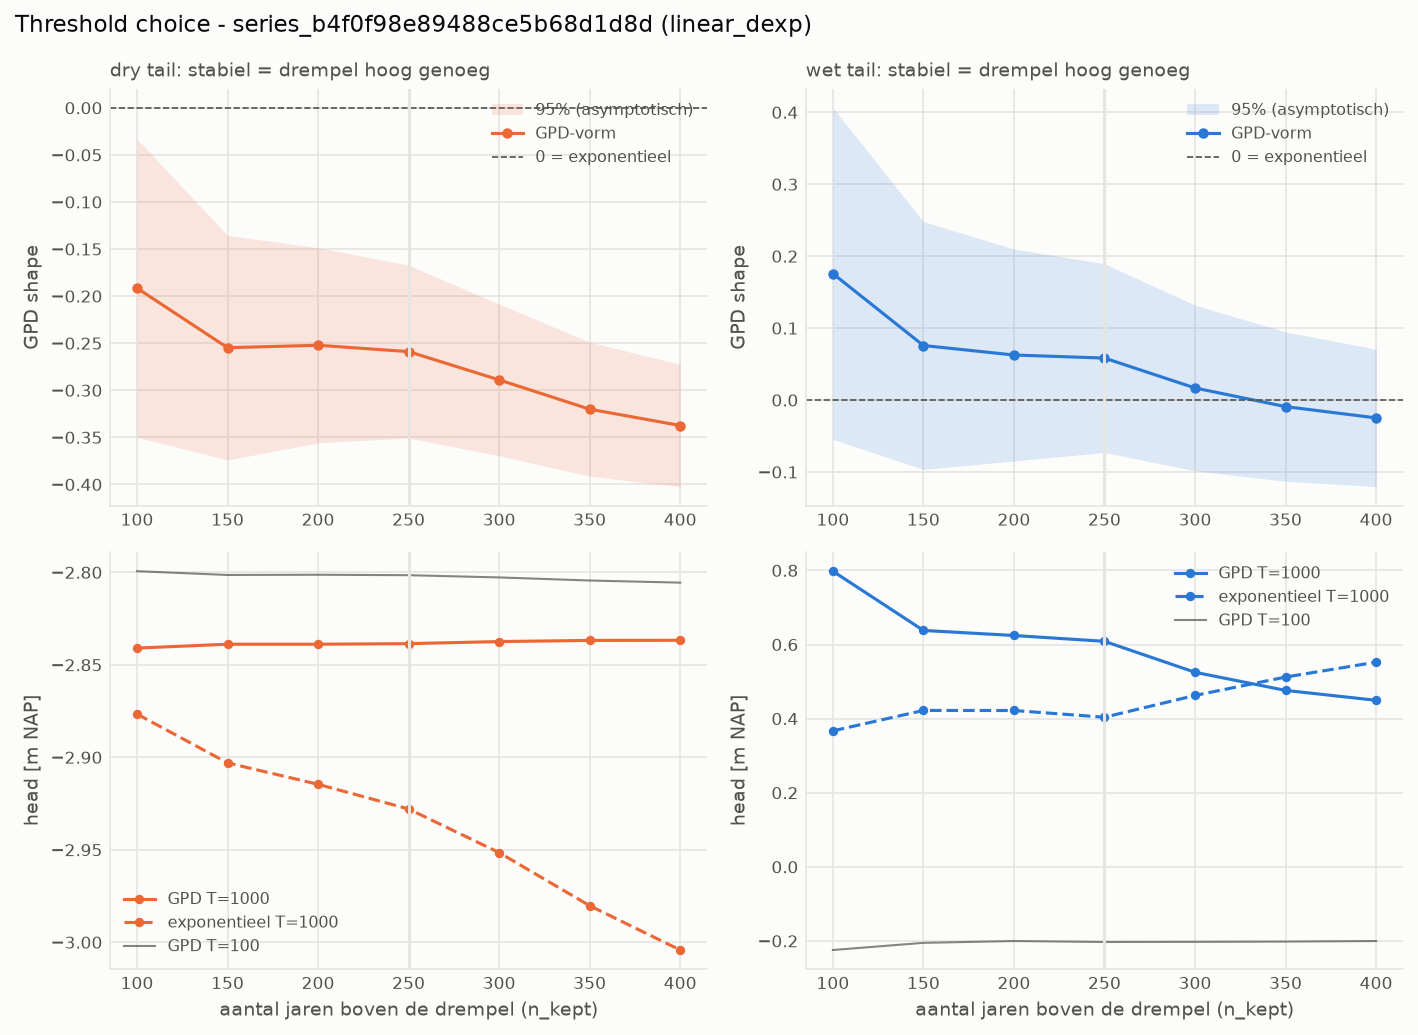 Threshold choice - series_b4f0f98e89488ce5b68d1d8d (linear_dexp)
dry tail: stabiel = drempel hoog genoeg
GPD shape
0.00
−0.05
−0.10
−0.15
−0.20
−0.25
−0.30
−0.35
−0.40
95% (asymptotisch)
GPD-vorm
0 = exponentieel
100 150 200 250 300 350 400
wet tail: stabiel = drempel hoog genoeg
GPD shape
0.4
0.3
0.2
0.1
0.0
−0.1
95% (asymptotisch)
GPD-vorm
0 = exponentieel
100 150 200 250 300 350 400
head [m NAP]
−2.80
−2.85
−2.90
−2.95
−3.00
GPD T=1000
exponentieel T=1000
GPD T=100
100 150 200 250 300 350 400
aantal jaren boven de drempel (n_kept)
head [m NAP]
0.8
0.6
0.4
0.2
0.0
−0.2
GPD T=1000
exponentieel T=1000
GPD T=100
100 150 200 250 300 350 400
aantal jaren boven de drempel (n_kept)